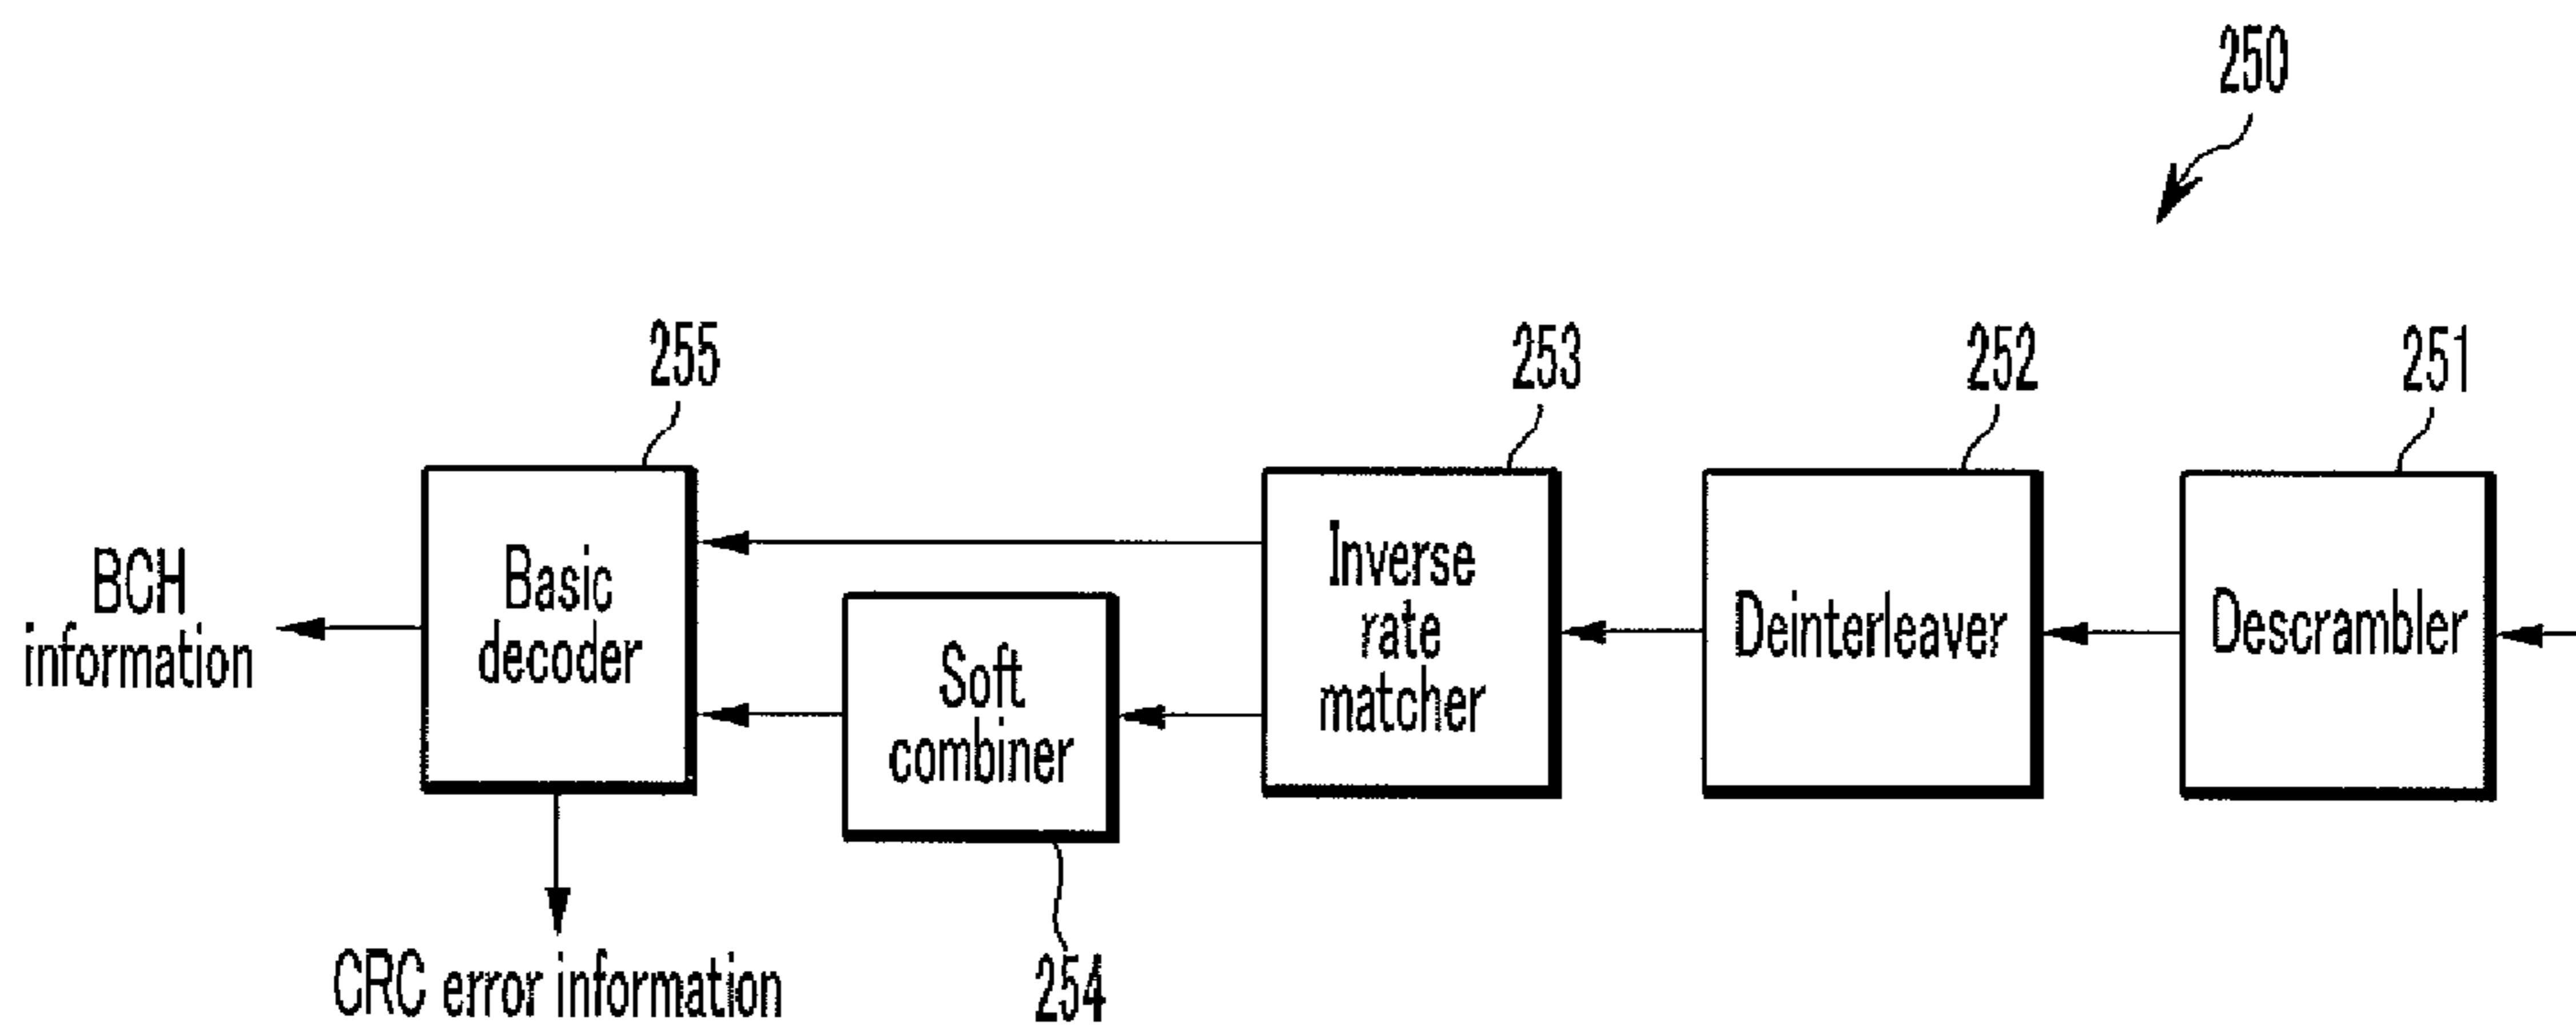 250
255
253
252
251
BCH
information
Basic
decoder
Soft
combiner
Inverse
rate
matcher
Deinterleaver
Descrambler
CRC error information
254